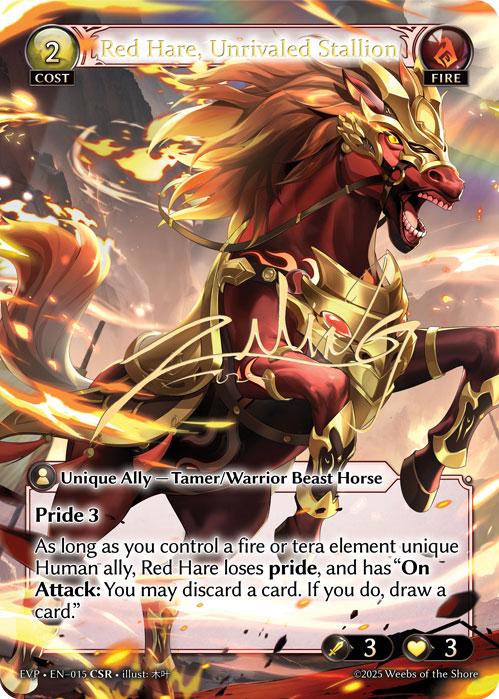 2
COST
Red Hare, Unrivaled Stallion
FIRE
Unique Ally — Tamer/Warrior Beast Horse
Pride 3
As long as you control a fire or tera element unique
Human ally, Red Hare loses pride, and has “On
Attack: You may discard a card. If you do, draw a
card.”
3
3
EVP • EN-015 CSR • illust: 木叶
©2025 Weebs of the Shore